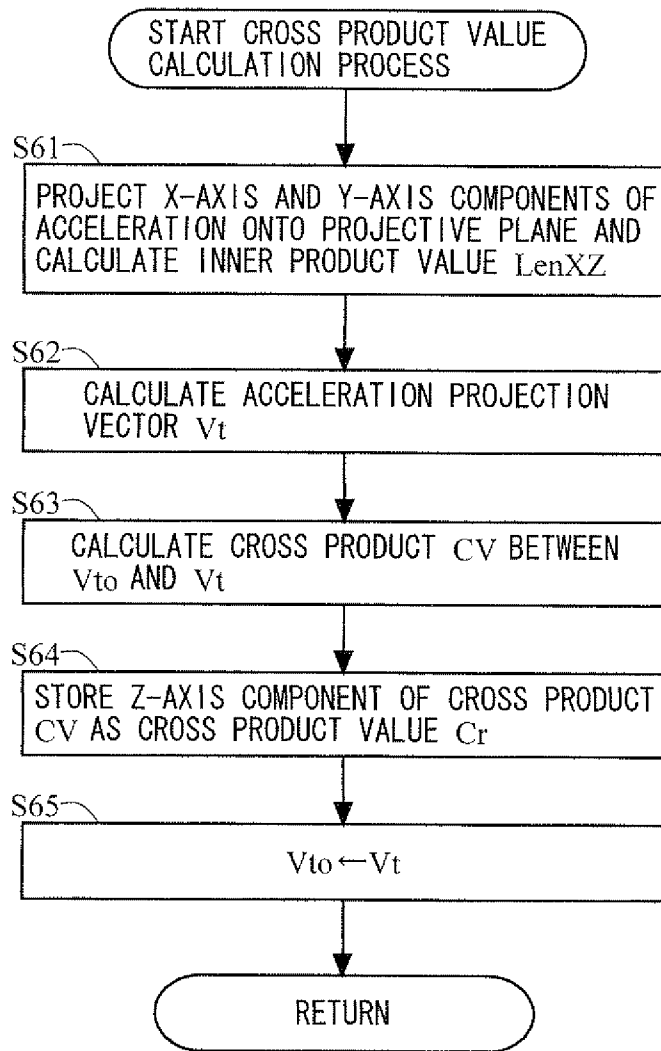 START CROSS PRODUCT VALUE
CALCULATION PROCESS
S61
PROJECT X-AXIS AND Y-AXIS COMPONENTS OF
ACCELERATION ONTO PROJECTIVE PLANE AND
CALCULATE INNER PRODUCT VALUE LenXZ
S62
CALCULATE ACCELERATION PROJECTION
VECTOR Vt
S63
CALCULATE CROSS PRODUCT CV BETWEEN
Vto AND Vt
S64
STORE Z-AXIS COMPONENT OF CROSS PRODUCT
CV AS CROSS PRODUCT VALUE Cr
S65
Vto←Vt
RETURN